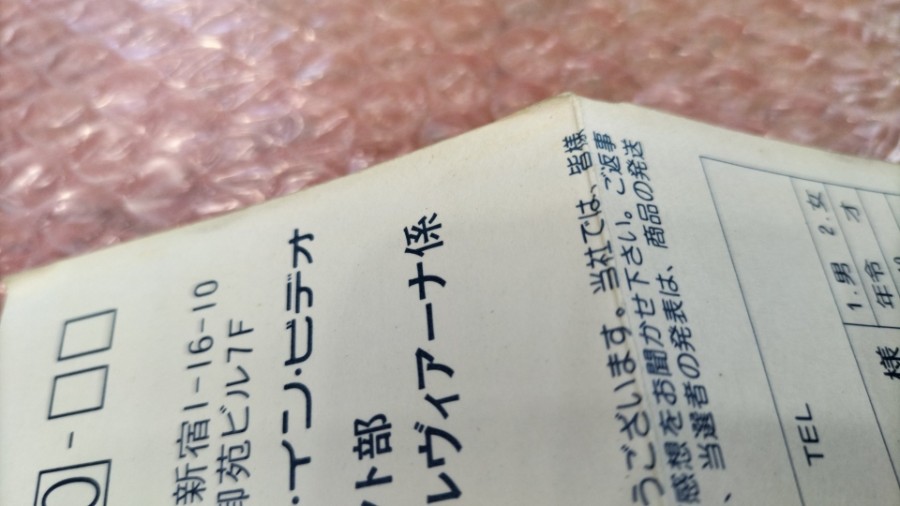 新宿1-16-10
御苑ビル7F
・イン・ビデオ
ト部
レヴィアーナ係
うございます。当社では、皆様
感想をお聞かせ下さい。ご返事
、当選者の発表は、商品の発送
TEL
1.男 2.女
年令 才
様